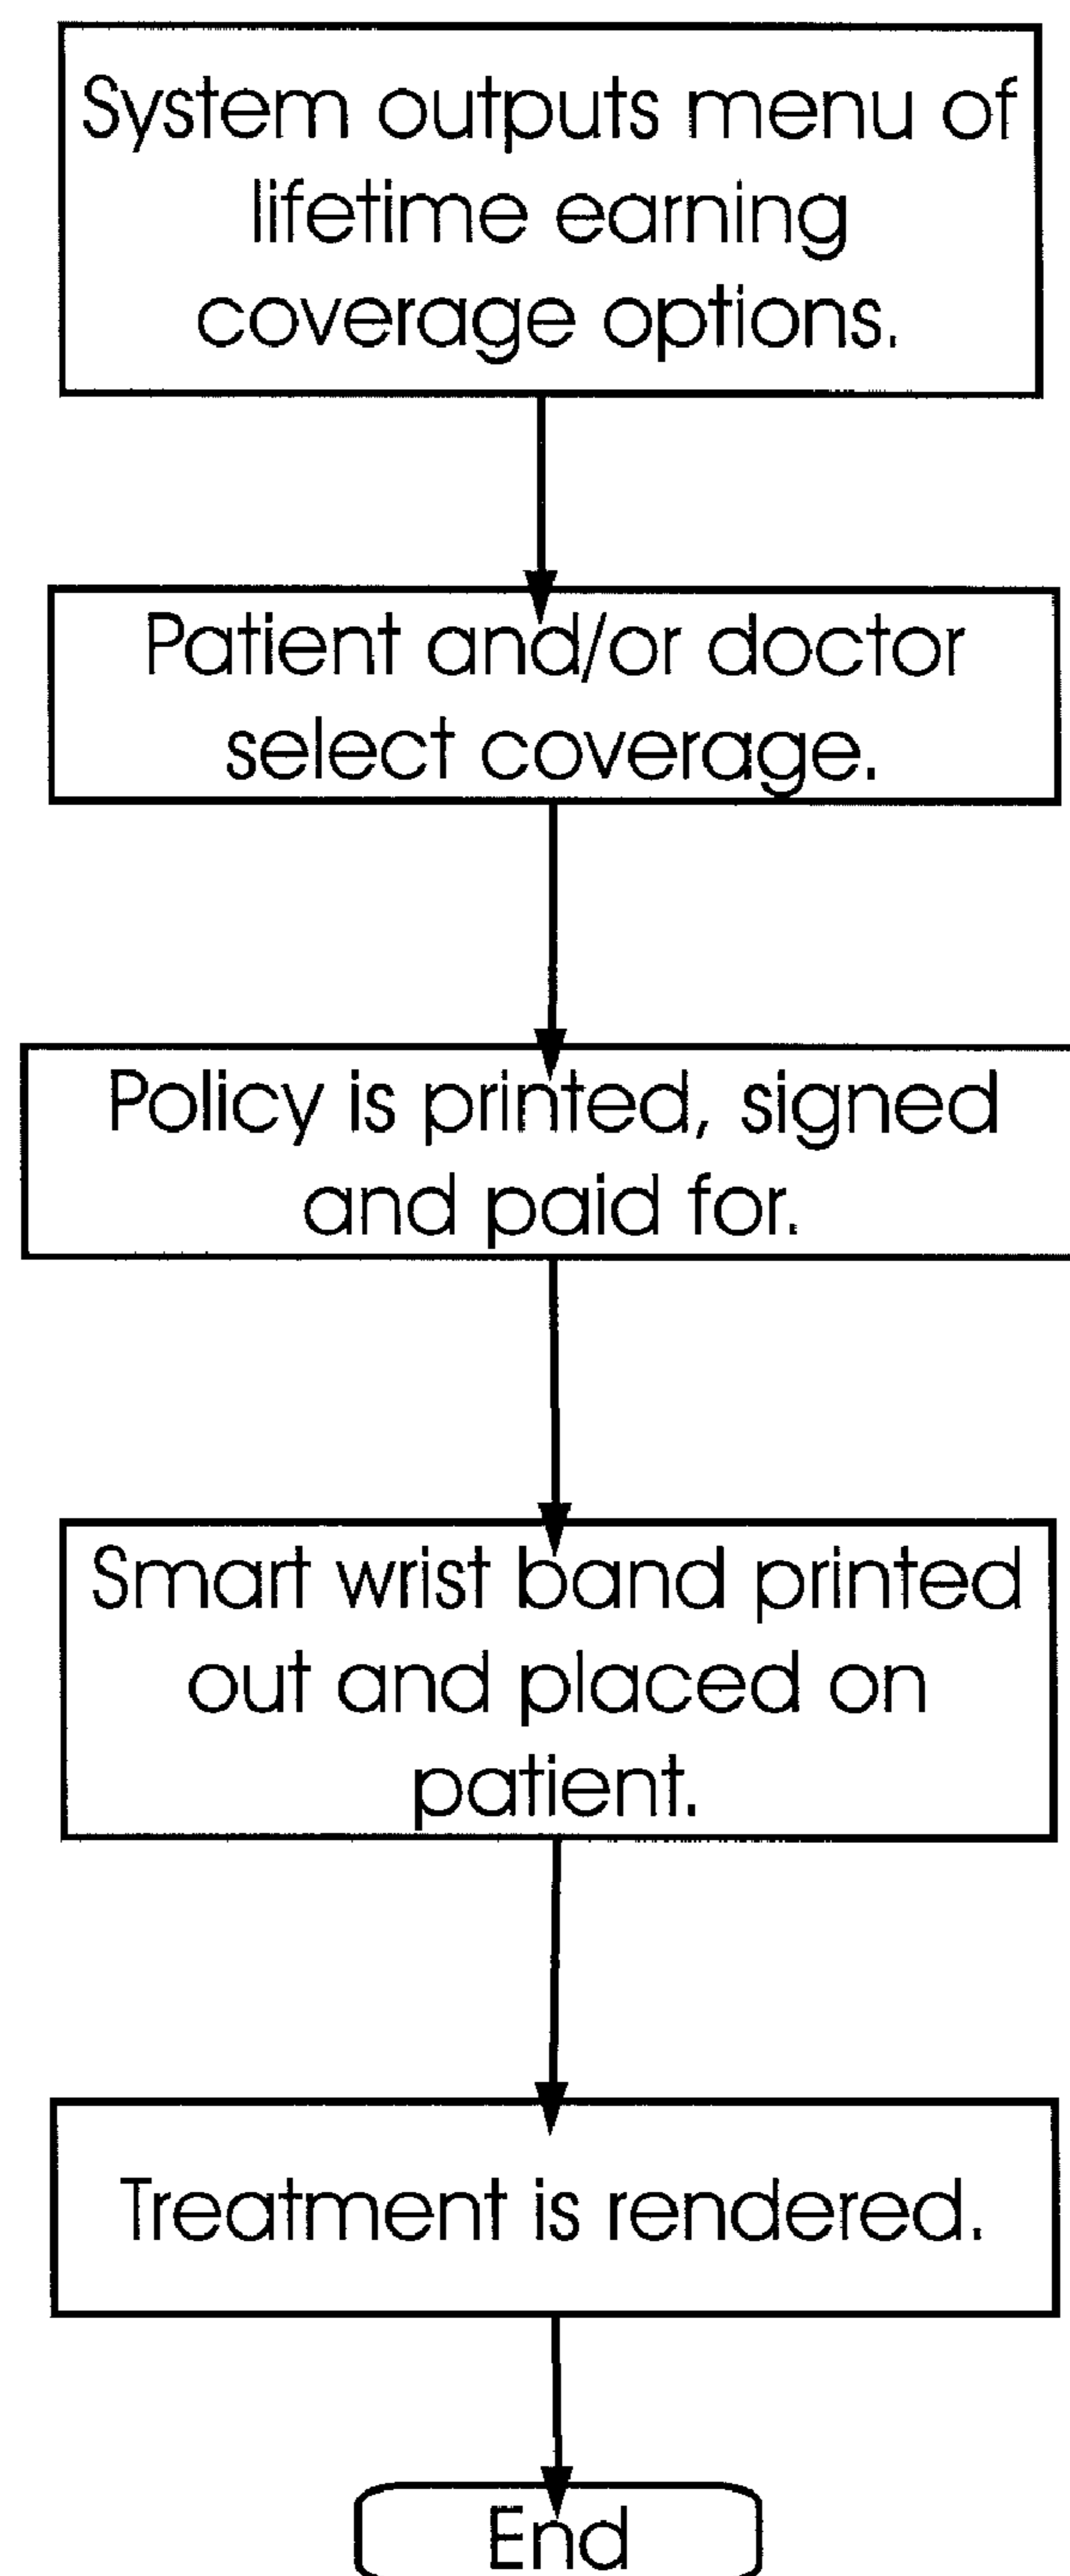 System outputs menu of
lifetime earning
coverage options.
Patient and/or doctor
select coverage.
Policy is printed, signed
and paid for.
Smart wrist band printed
out and placed on
patient.
Treatment is rendered.
End